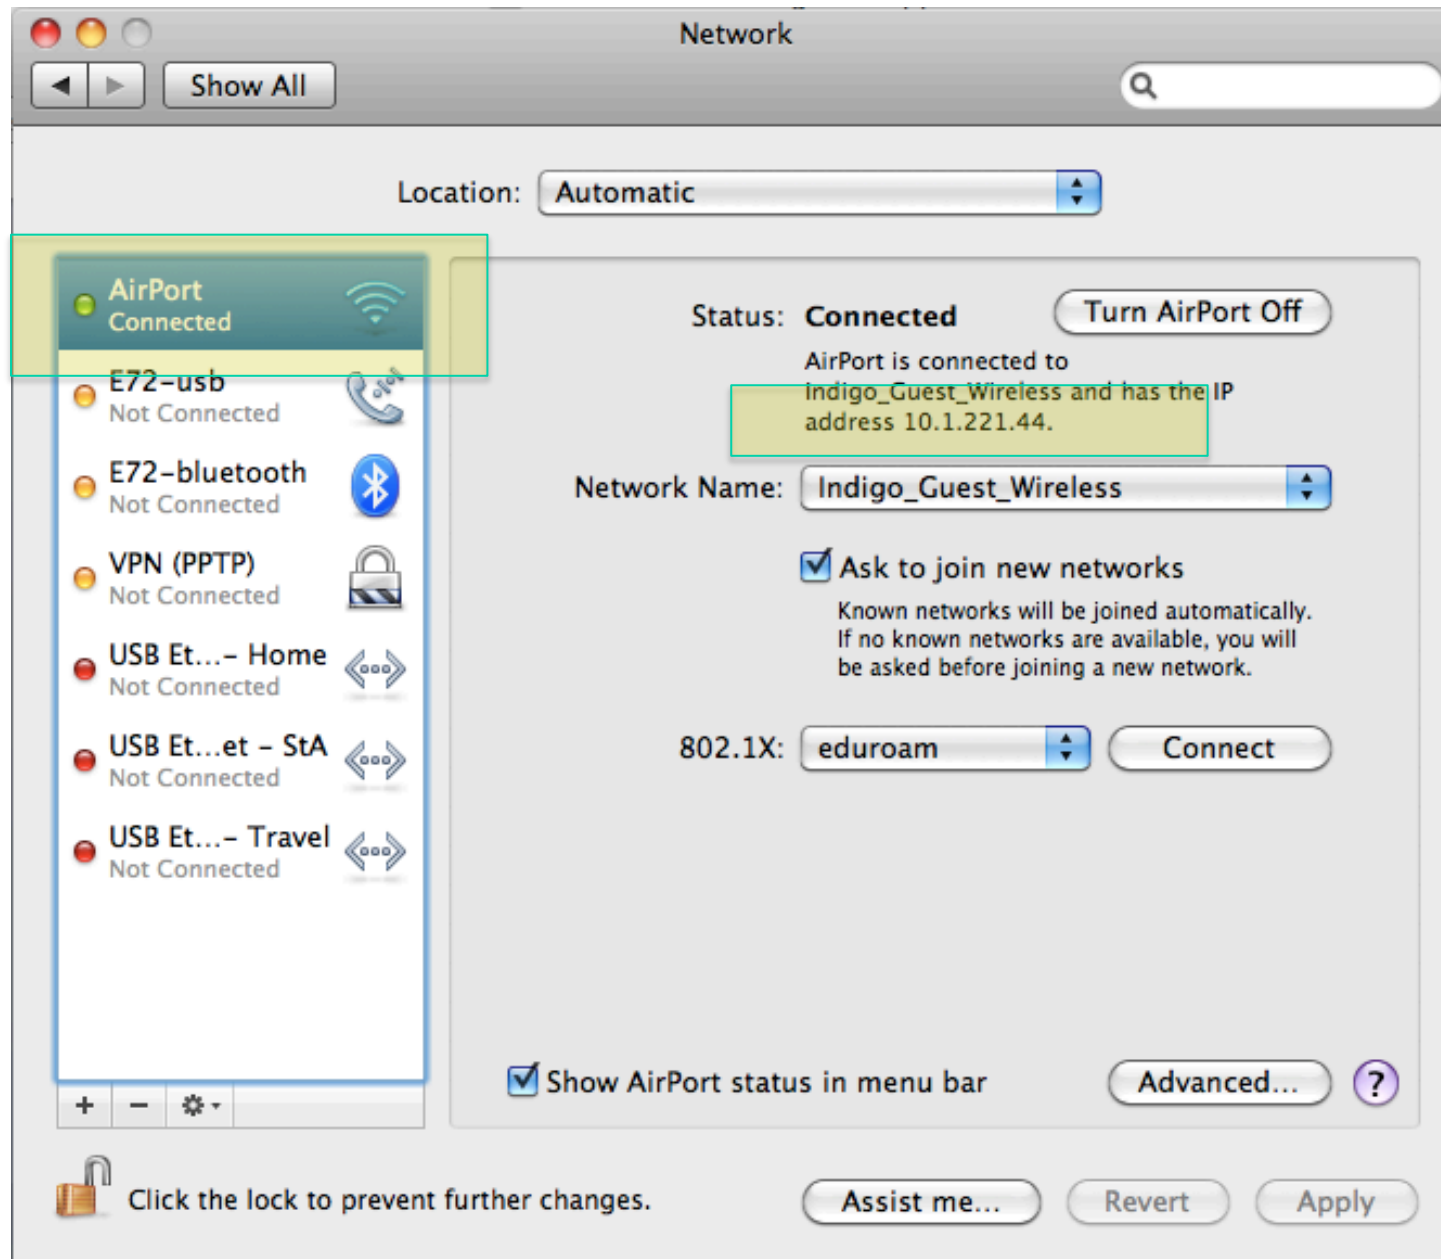 Network
Show All
Location: Automatic
AirPort
Connected
E72-usb
Not Connected
E72-bluetooth
Not Connected
VPN (PPTP)
Not Connected
USB Et...- Home
Not Connected
USB Et...et - StA
Not Connected
USB Et...- Travel
Not Connected
Status: Connected
Turn AirPort Off
AirPort is connected to
Indigo_Guest_Wireless and has the IP
address 10.1.221.44.
Network Name: Indigo_Guest_Wireless
Ask to join new networks
Known networks will be joined automatically.
If no known networks are available, you will
be asked before joining a new network.
802.1X: eduroam Connect
Show AirPort status in menu bar
Advanced... ?
Click the lock to prevent further changes.
Assist me... Revert Apply